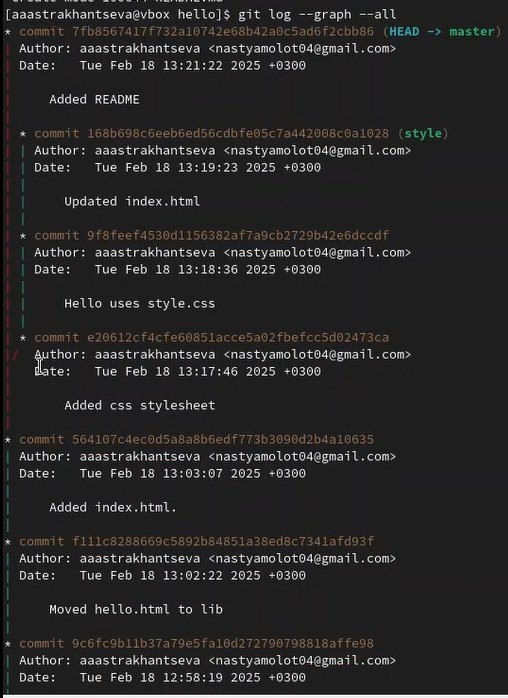 [aaastrakhantseva@vbox hello]$ git log --graph --all
* commit 7fb8567417f732a10742e68b42a0c5ad6f2cbb86 (HEAD -> master)
| Author: aaastrakhantseva <nastyamolot04@gmail.com>
| Date:   Tue Feb 18 13:21:22 2025 +0300
|
|     Added README
|
| * commit 168b698c6eeb6ed56cdbfe05c7a442008c0a1028 (style)
| | Author: aaastrakhantseva <nastyamolot04@gmail.com>
| | Date:   Tue Feb 18 13:19:23 2025 +0300
| |
| |     Updated index.html
| |
| * commit 9f8feef4530d1156382af7a9cb2729b42e6dccdf
| | Author: aaastrakhantseva <nastyamolot04@gmail.com>
| | Date:   Tue Feb 18 13:18:36 2025 +0300
| |
| |     Hello uses style.css
| |
| * commit e20612cf4cfe60851acce5a02fbefcc5d02473ca
|/  Author: aaastrakhantseva <nastyamolot04@gmail.com>
|   Date:   Tue Feb 18 13:17:46 2025 +0300
|
|       Added css stylesheet
|
* commit 564107c4ec0d5a8a8b6edf773b3090d2b4a10635
| Author: aaastrakhantseva <nastyamolot04@gmail.com>
| Date:   Tue Feb 18 13:03:07 2025 +0300
|
|     Added index.html.
|
* commit f111c8288669c5892b84851a38ed8c7341afd93f
| Author: aaastrakhantseva <nastyamolot04@gmail.com>
| Date:   Tue Feb 18 13:02:22 2025 +0300
|
|     Moved hello.html to lib
|
* commit 9c6fc9b11b37a79e5fa10d272790798818affe98
| Author: aaastrakhantseva <nastyamolot04@gmail.com>
| Date:   Tue Feb 18 12:58:19 2025 +0300